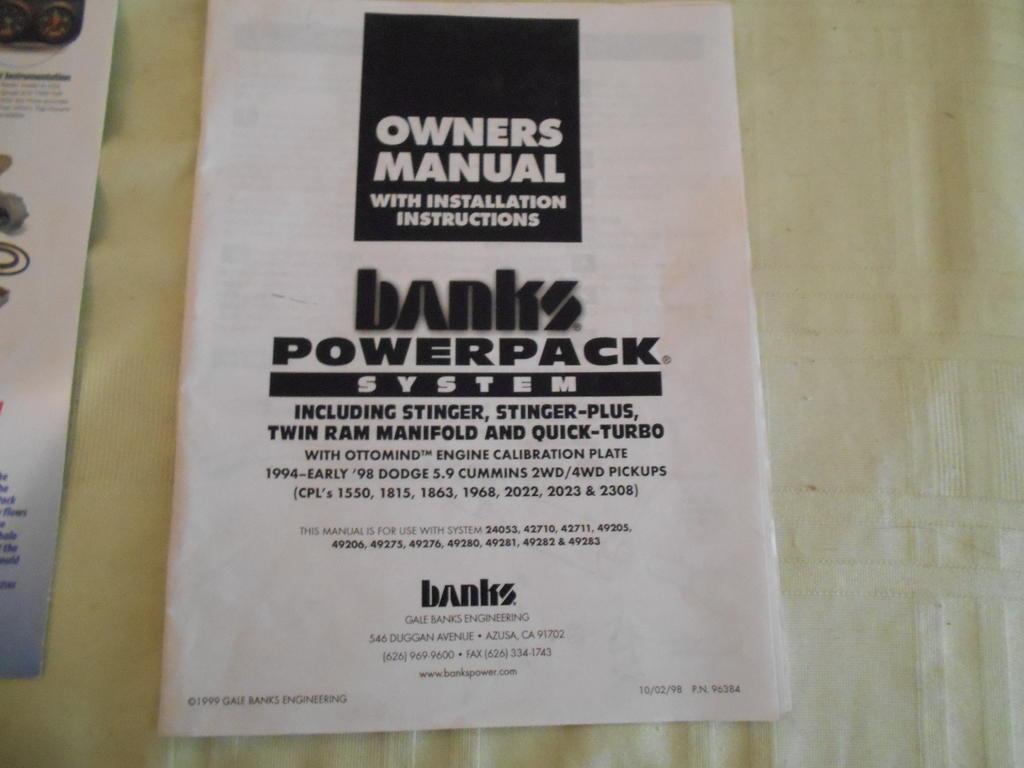 Instrumentation
OWNERS
MANUAL
WITH INSTALLATION
INSTRUCTIONS
banks®
POWERPACK®
SYSTEM
INCLUDING STINGER, STINGER-PLUS,
TWIN RAM MANIFOLD AND QUICK-TURBO
WITH OTTOMIND™ ENGINE CALIBRATION PLATE
1994–EARLY '98 DODGE 5.9 CUMMINS 2WD/4WD PICKUPS
(CPL's 1550, 1815, 1863, 1968, 2022, 2023 & 2308)
THIS MANUAL IS FOR USE WITH SYSTEM 24053, 42710, 42711, 49205,
49206, 49275, 49276, 49280, 49281, 49282 & 49283
banks®
GALE BANKS ENGINEERING
546 DUGGAN AVENUE • AZUSA, CA 91702
(626) 969-9600 • FAX (626) 334-1743
www.bankspower.com
©1999 GALE BANKS ENGINEERING
10/02/98 P.N. 96384
flows
the